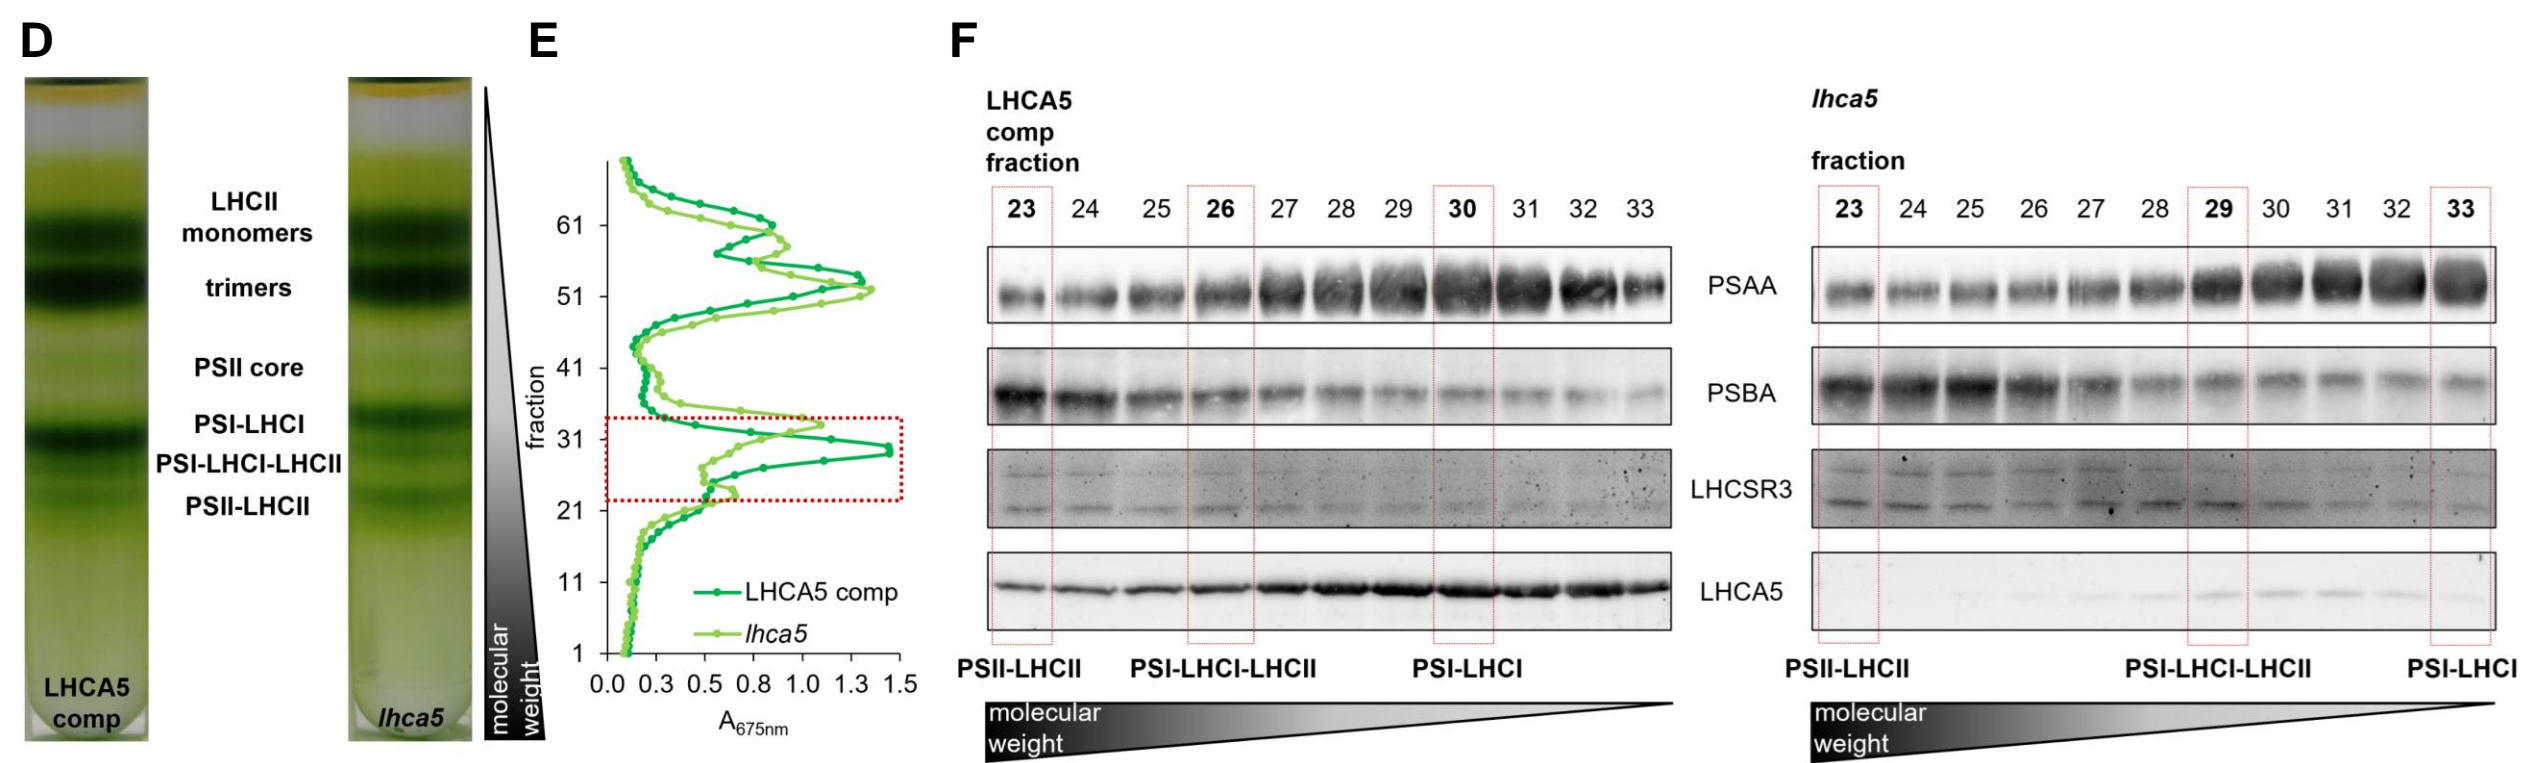 D
E
F
LHCII
monomers
trimers
PSII core
PSI-LHCI
PSI-LHCI-LHCII
PSII-LHCII
LHCA5
comp
lhca5
molecular
weight
fraction
61
51
41
31
21
11
1
0.0 0.3 0.5 0.8 1.0 1.3 1.5
A675nm
LHCA5 comp
lhca5
LHCA5
comp
fraction
23 24 25 26 27 28 29 30 31 32 33
PSII-LHCII PSI-LHCI-LHCII PSI-LHCI
molecular
weight
PSAA
PSBA
LHCSR3
LHCA5
lhca5
fraction
23 24 25 26 27 28 29 30 31 32 33
PSII-LHCII PSI-LHCI-LHCII PSI-LHCI
molecular
weight